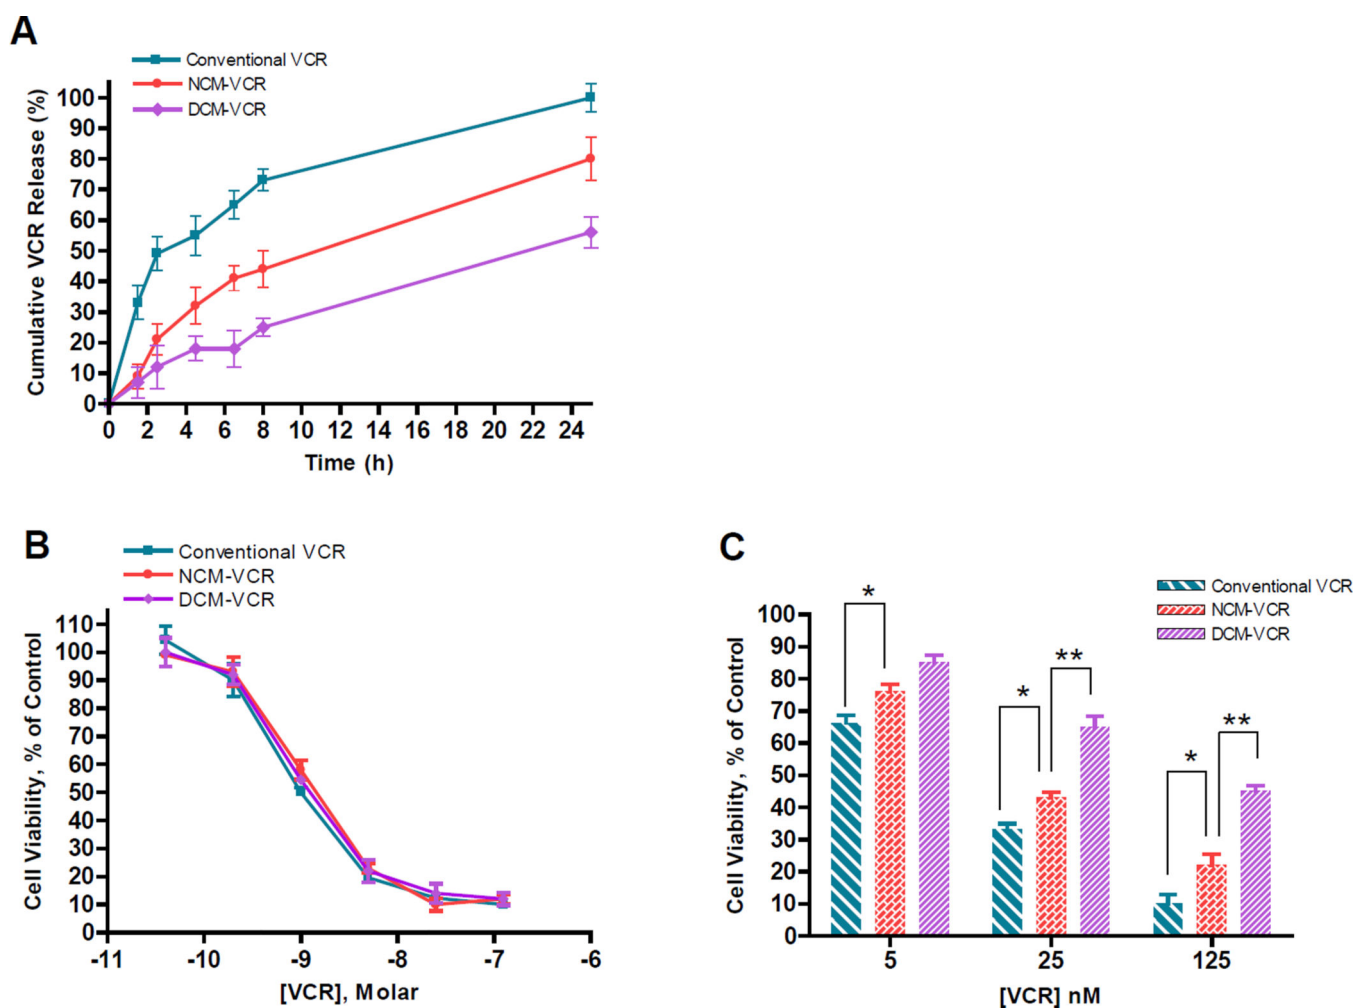 A
Conventional VCR
NCM-VCR
DCM-VCR
Cumulative VCR Release (%)
100
90
80
70
60
50
40
30
20
10
0
0 2 4 6 8 10 12 14 16 18 20 22 24
Time (h)
B
Conventional VCR
NCM-VCR
DCM-VCR
Cell Viability, % of Control
110
100
90
80
70
60
50
40
30
20
10
0
-11 -10 -9 -8 -7 -6
[VCR], Molar
C
Conventional VCR
NCM-VCR
DCM-VCR
Cell Viability, % of Control
100
90
80
70
60
50
40
30
20
10
0
*
* **
* **
5 25 125
[VCR] nM